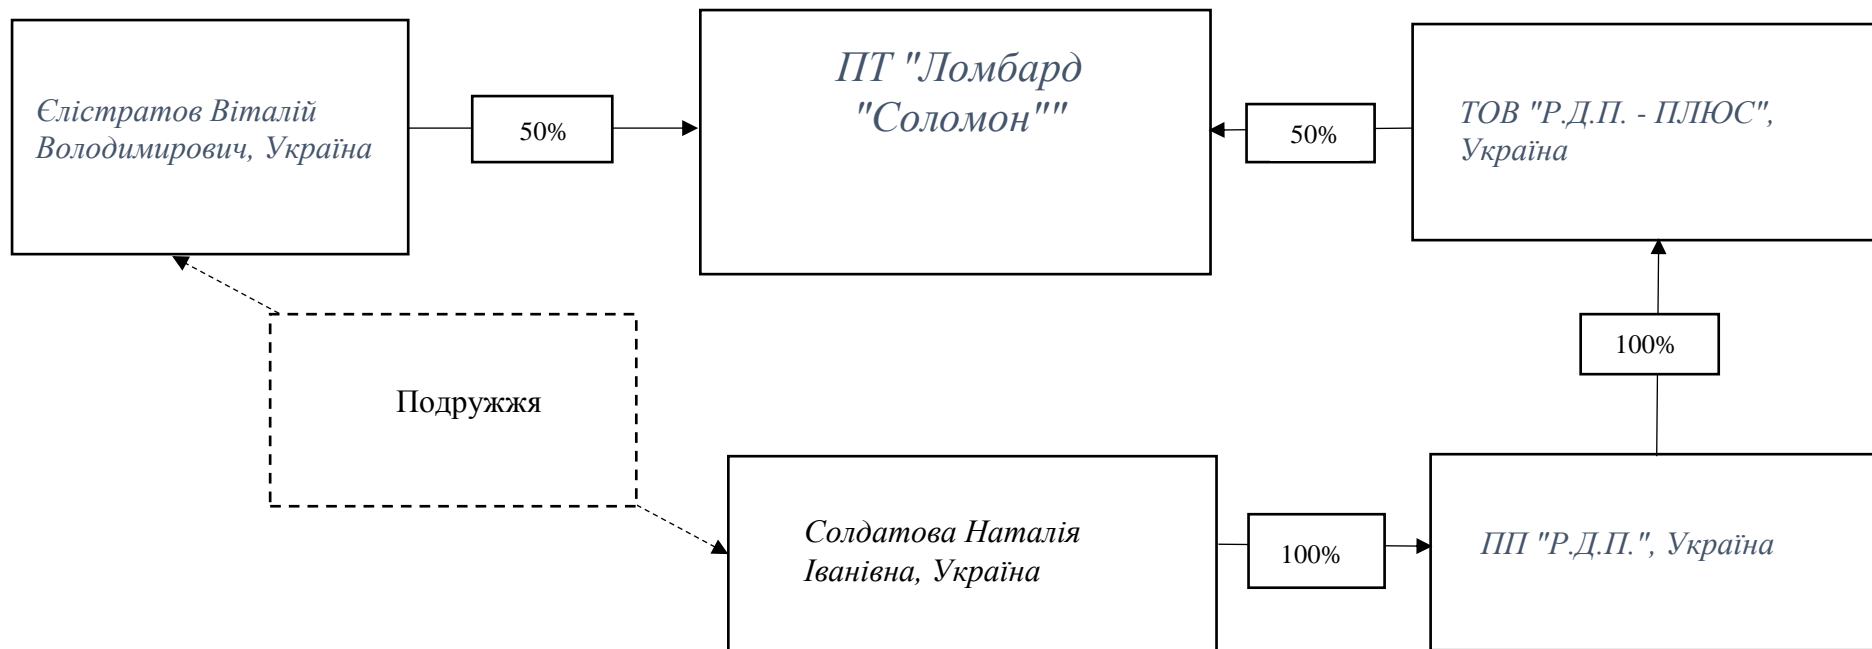 Єлістратов Віталій
Володимирович, Україна
50%
ПТ "Ломбард
"Соломон""
50%
ТОВ "Р.Д.П. - ПЛЮС",
Україна
100%
Подружжя
Солдатова Наталія
Іванівна, Україна
100%
ПП "Р.Д.П.", Україна